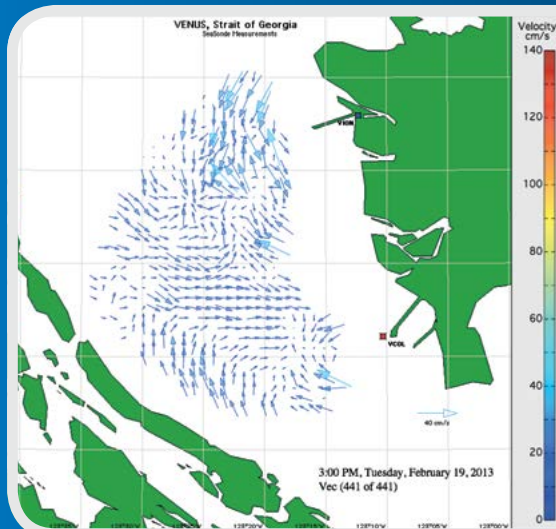 VENUS, Strait of Georgia
SeaSonde Measurements
Velocity
cm/s
140
120
100
80
60
40
20
0
VION
VCOL
40 cm/s
3:00 PM, Tuesday, February 19, 2013
Vec (441 of 441)